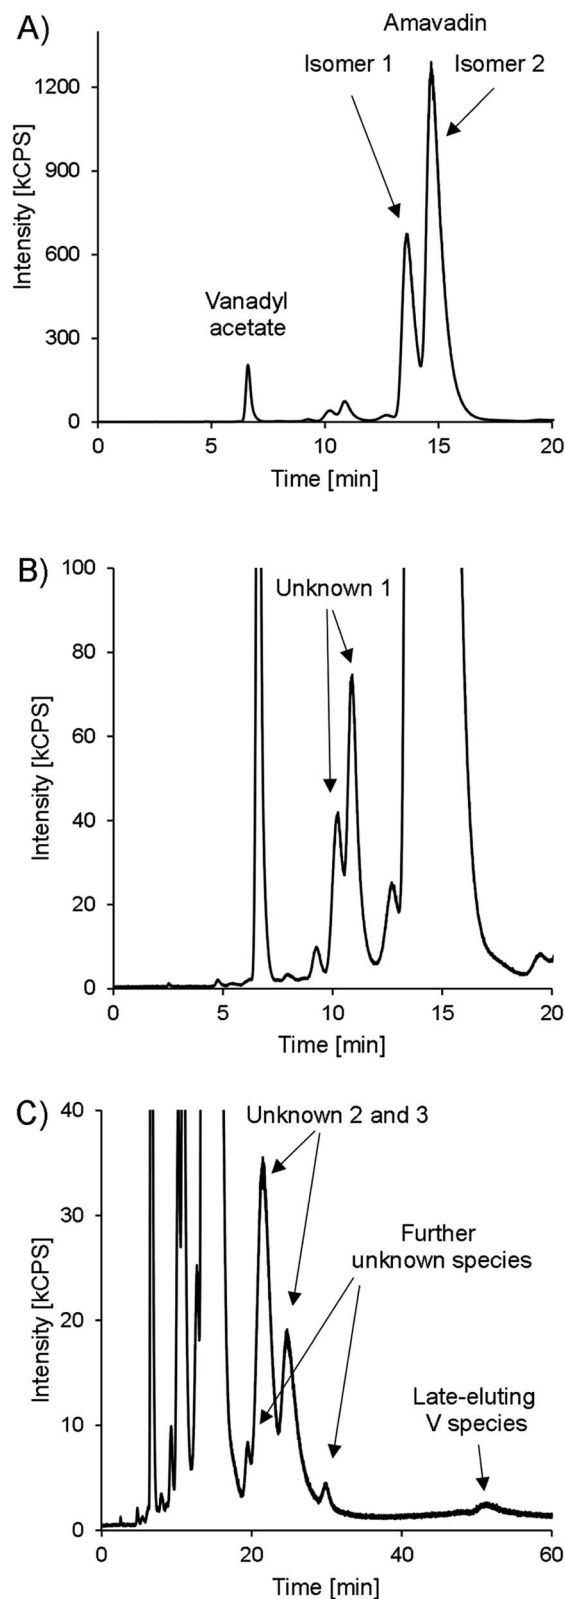 A)
Amavadin
Isomer 1
Isomer 2
Vanadyl
acetate
Intensity [kCPS]
1200
900
600
300
0
0 5 10 15 20
Time [min]
B)
Unknown 1
Intensity [kCPS]
100
80
60
40
20
0
0 5 10 15 20
Time [min]
C)
Unknown 2 and 3
Further
unknown species
Late-eluting
V species
Intensity [kCPS]
40
30
20
10
0
0 20 40 60
Time [min]